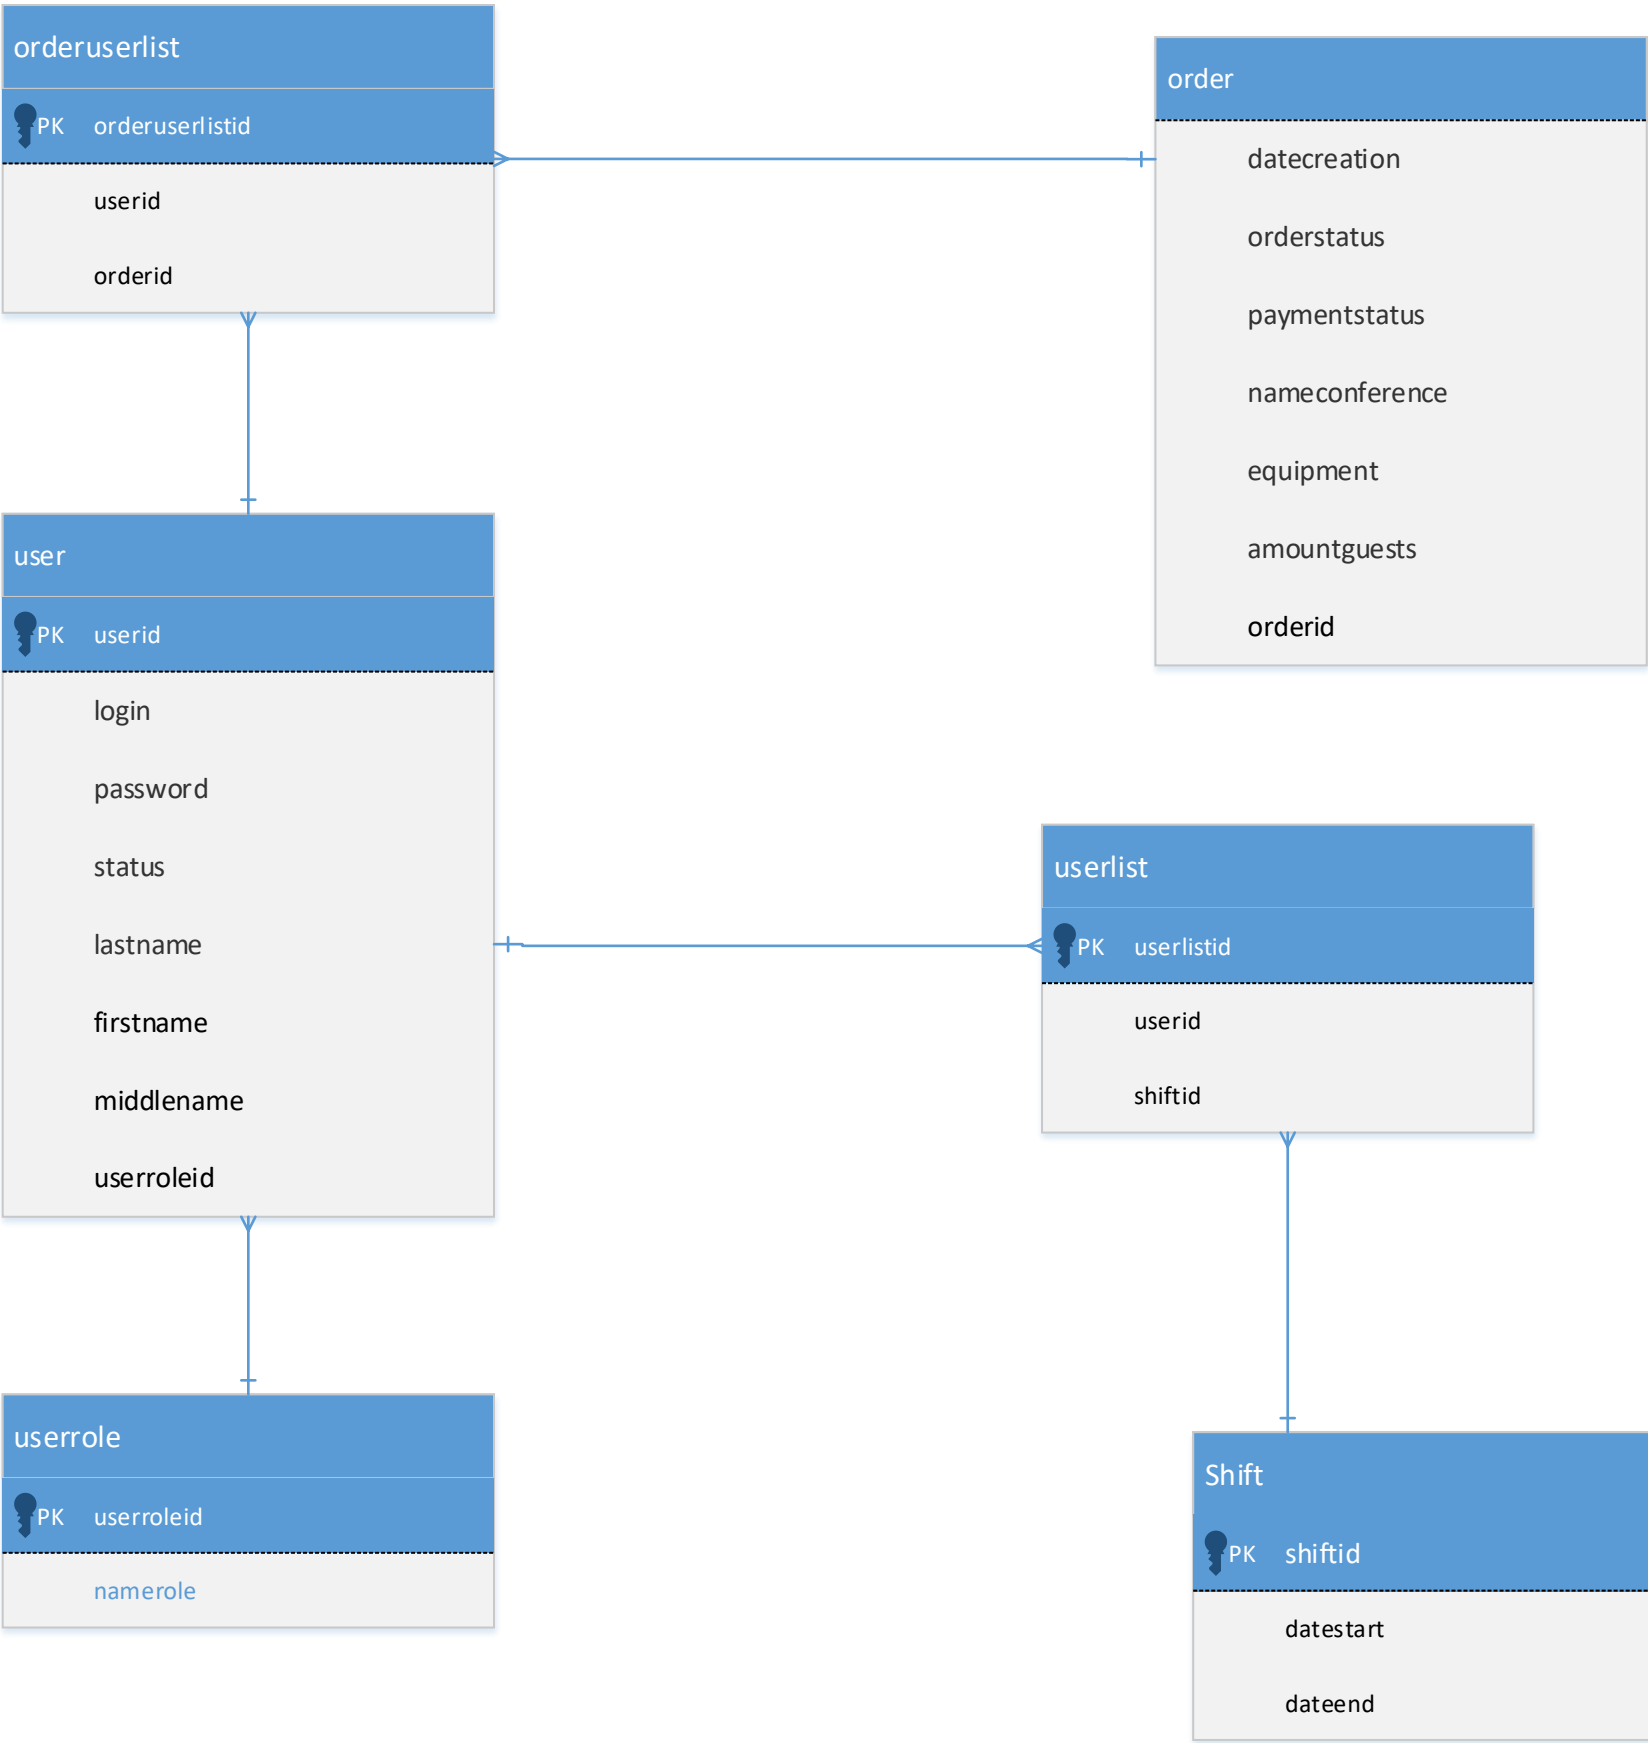 orderuserlist
PK orderuserlistid
userid
orderid
order
datecreation
orderstatus
paymentstatus
nameconference
equipment
amountguests
orderid
user
PK userid
login
password
status
lastname
firstname
middlename
userroleid
userlist
PK userlistid
userid
shiftid
userrole
PK userroleid
namerole
Shift
PK shiftid
datestart
dateend